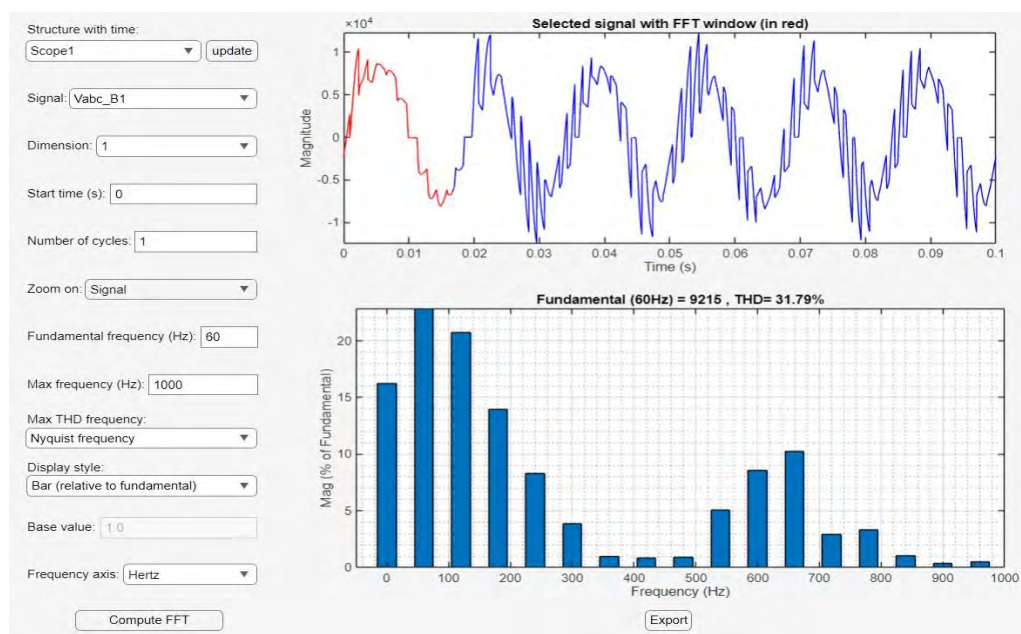 Structure with time:
Scope1 update
Signal: Vabc_B1
Dimension: 1
Start time (s): 0
Number of cycles: 1
Zoom on: Signal
Fundamental frequency (Hz): 60
Max frequency (Hz): 1000
Max THD frequency:
Nyquist frequency
Display style:
Bar (relative to fundamental)
Base value: 1.0
Frequency axis: Hertz
Compute FFT
×10⁴ Selected signal with FFT window (in red)
1
0.5
0
-0.5
-1
Magnitude
0 0.01 0.02 0.03 0.04 0.05 0.06 0.07 0.08 0.09 0.1
Time (s)
Fundamental (60Hz) = 9215 , THD= 31.79%
20
15
10
5
0
Mag (% of Fundamental)
0 100 200 300 400 500 600 700 800 900 1000
Frequency (Hz)
Export